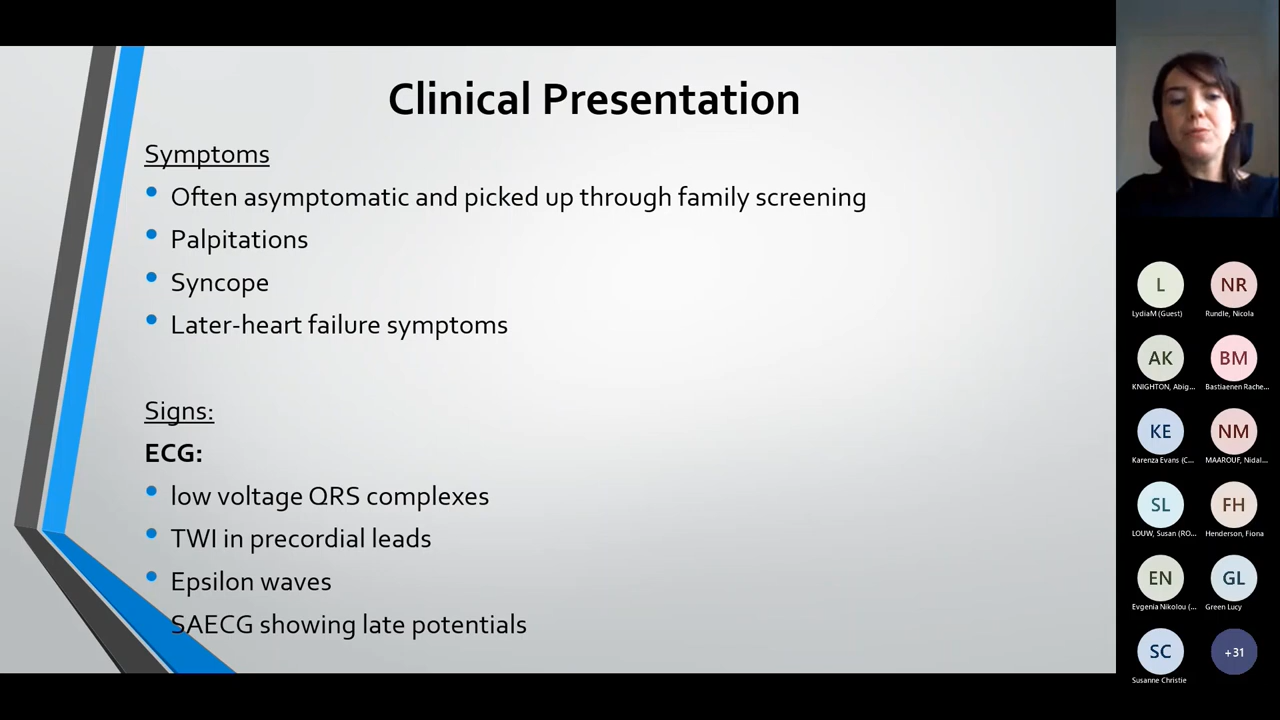 Clinical Presentation
Symptoms
Often asymptomatic and picked up through family screening
Palpitations
Syncope
Later-heart failure symptoms
Signs:
ECG:
low voltage QRS complexes
TWI in precordial leads
Epsilon waves
SAECG showing late potentials
L
NR
LydiaM (Guest)
Rundle, Nicola
AK
BM
KNIGHTON, Abig...
Bastiaenen Rache...
KE
NM
Karenza Evans (C...
MAAROUF, Nidal...
SL
FH
LOUW, Susan (RO...
Henderson, Fiona
EN
GL
Evgenia Nikolou (...
Green Lucy
SC
+31
Susanne Christie